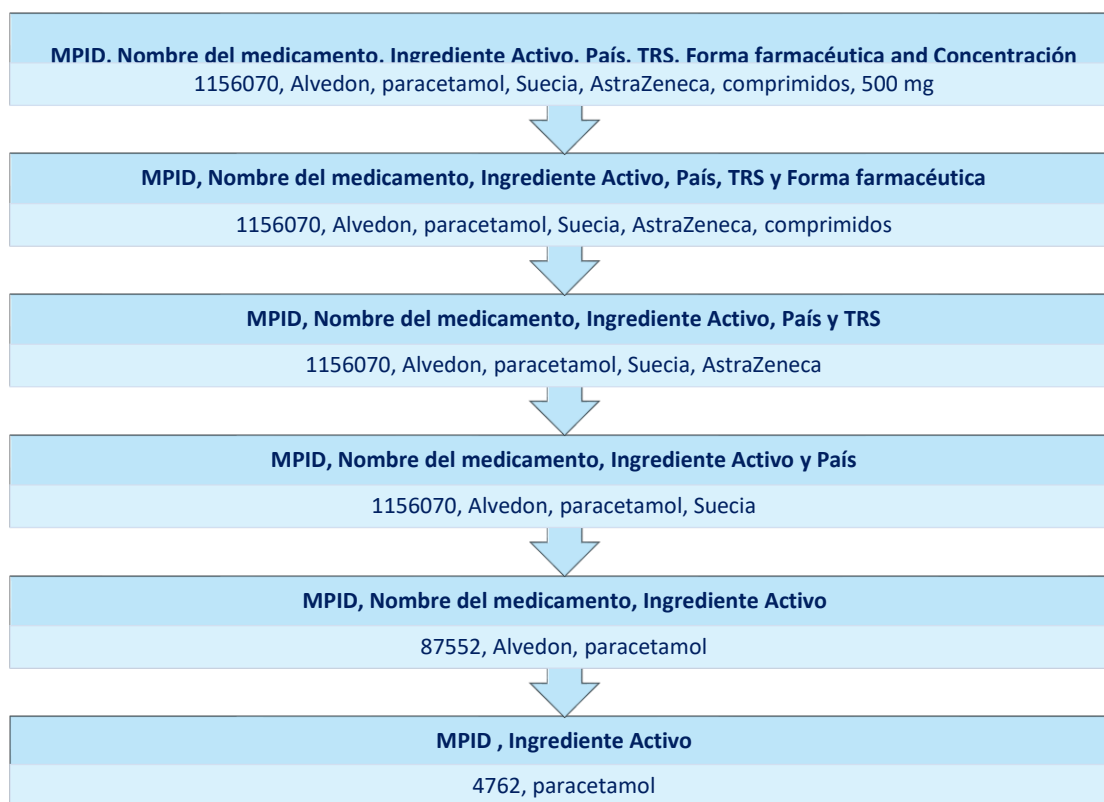 MPID, Nombre del medicamento, Ingrediente Activo, País, TRS, Forma farmacéutica and Concentración
1156070, Alvedon, paracetamol, Suecia, AstraZeneca, comprimidos, 500 mg
MPID, Nombre del medicamento, Ingrediente Activo, País, TRS y Forma farmacéutica
1156070, Alvedon, paracetamol, Suecia, AstraZeneca, comprimidos
MPID, Nombre del medicamento, Ingrediente Activo, País y TRS
1156070, Alvedon, paracetamol, Suecia, AstraZeneca
MPID, Nombre del medicamento, Ingrediente Activo y País
1156070, Alvedon, paracetamol, Suecia
MPID, Nombre del medicamento, Ingrediente Activo
87552, Alvedon, paracetamol
MPID , Ingrediente Activo
4762, paracetamol